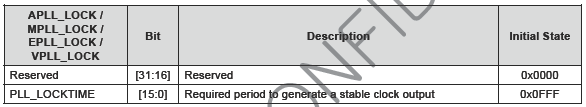 APLL_LOCK /
MPLL_LOCK /
EPLL_LOCK /
VPLL_LOCK
Bit
Description
Initial State
Reserved [31:16] Reserved 0x0000
PLL_LOCKTIME [15:0] Required period to generate a stable clock output 0x0FFF